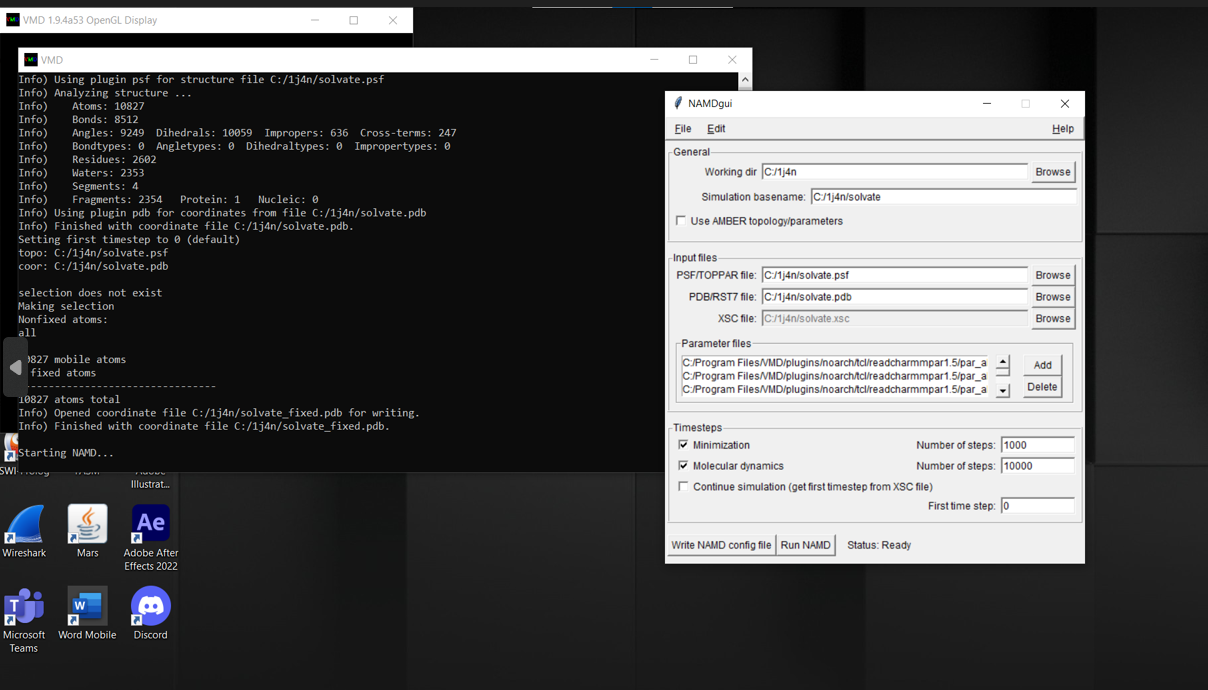 VMD 1.9.4a53 OpenGL Display
VMD
Info) Using plugin psf for structure file C:/1j4n/solvate.psf
Info) Analyzing structure ...
Info)    Atoms: 10827
Info)    Bonds: 8512
Info)    Angles: 9249  Dihedrals: 10059  Impropers: 636  Cross-terms: 247
Info)    Bondtypes: 0  Angletypes: 0  Dihedraltypes: 0  Impropertypes: 0
Info)    Residues: 2602
Info)    Waters: 2353
Info)    Segments: 4
Info)    Fragments: 2354   Protein: 1   Nucleic: 0
Info) Using plugin pdb for coordinates from file C:/1j4n/solvate.pdb
Info) Finished with coordinate file C:/1j4n/solvate.pdb.
Setting first timestep to 0 (default)
topo: C:/1j4n/solvate.psf
coor: C:/1j4n/solvate.pdb
selection does not exist
Making selection
Nonfixed atoms:
all
0827 mobile atoms
fixed atoms
-------------------------------
10827 atoms total
Info) Opened coordinate file C:/1j4n/solvate_fixed.pdb for writing.
Info) Finished with coordinate file C:/1j4n/solvate_fixed.pdb.
Starting NAMD...
NAMDgui
File Edit Help
General
Working dir C:/1j4n Browse
Simulation basename: C:/1j4n/solvate
Use AMBER topology/parameters
Input files
PSF/TOPPAR file: C:/1j4n/solvate.psf Browse
PDB/RST7 file: C:/1j4n/solvate.pdb Browse
XSC file: C:/1j4n/solvate.xsc Browse
Parameter files
C:/Program Files/VMD/plugins/noarch/tcl/readcharmmpar1.5/par_a Add
C:/Program Files/VMD/plugins/noarch/tcl/readcharmmpar1.5/par_a
C:/Program Files/VMD/plugins/noarch/tcl/readcharmmpar1.5/par_a Delete
Timesteps
Minimization Number of steps: 1000
Molecular dynamics Number of steps: 10000
Continue simulation (get first timestep from XSC file)
First time step: 0
Write NAMD config file Run NAMD Status: Ready
Illustrat...
Wireshark
Mars
Ae
Adobe After
Effects 2022
Microsoft
Teams
W
Word Mobile
Discord